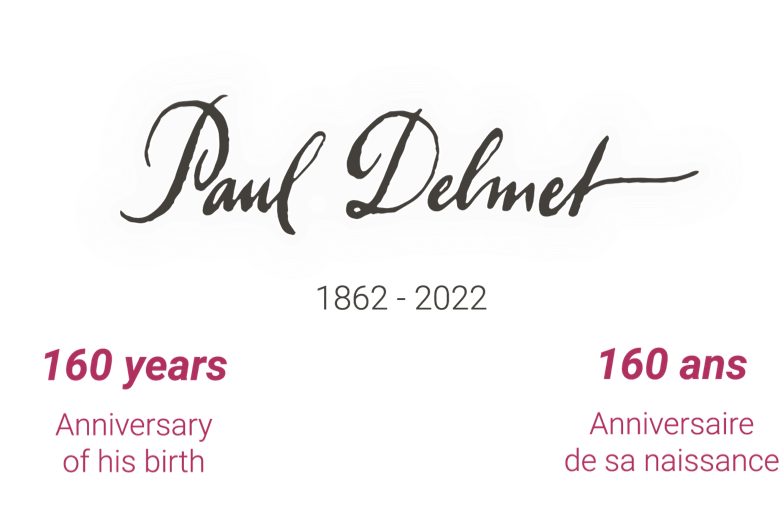 Paul Delmet
1862 - 2022
160 years
Anniversary
of his birth
160 ans
Anniversaire
de sa naissance